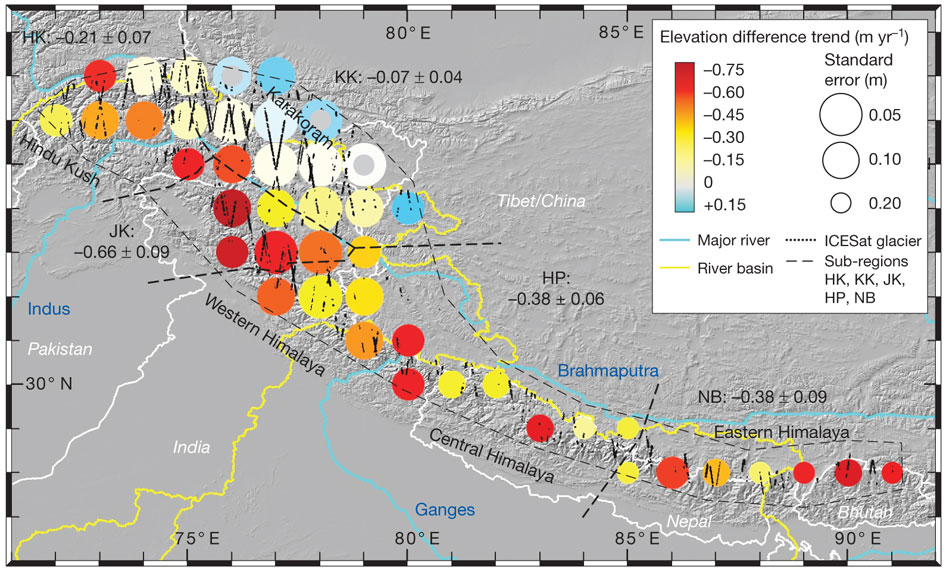 HK: –0.21 ± 0.07
80° E
KK: –0.07 ± 0.04
Karakoram
Hindu Kush
Tibet/China
JK:
–0.66 ± 0.09
HP:
–0.38 ± 0.06
Indus
Western Himalaya
Pakistan
30° N
Brahmaputra
NB: –0.38 ± 0.09
India
Eastern Himalaya
Central Himalaya
Ganges
Nepal
Bhutan
75° E
80° E
85° E
90° E
Elevation difference trend (m yr–1)
–0.75
–0.60
–0.45
–0.30
–0.15
0
+0.15
Standard
error (m)
0.05
0.10
0.20
Major river
River basin
ICESat glacier
Sub-regions
HK, KK, JK,
HP, NB